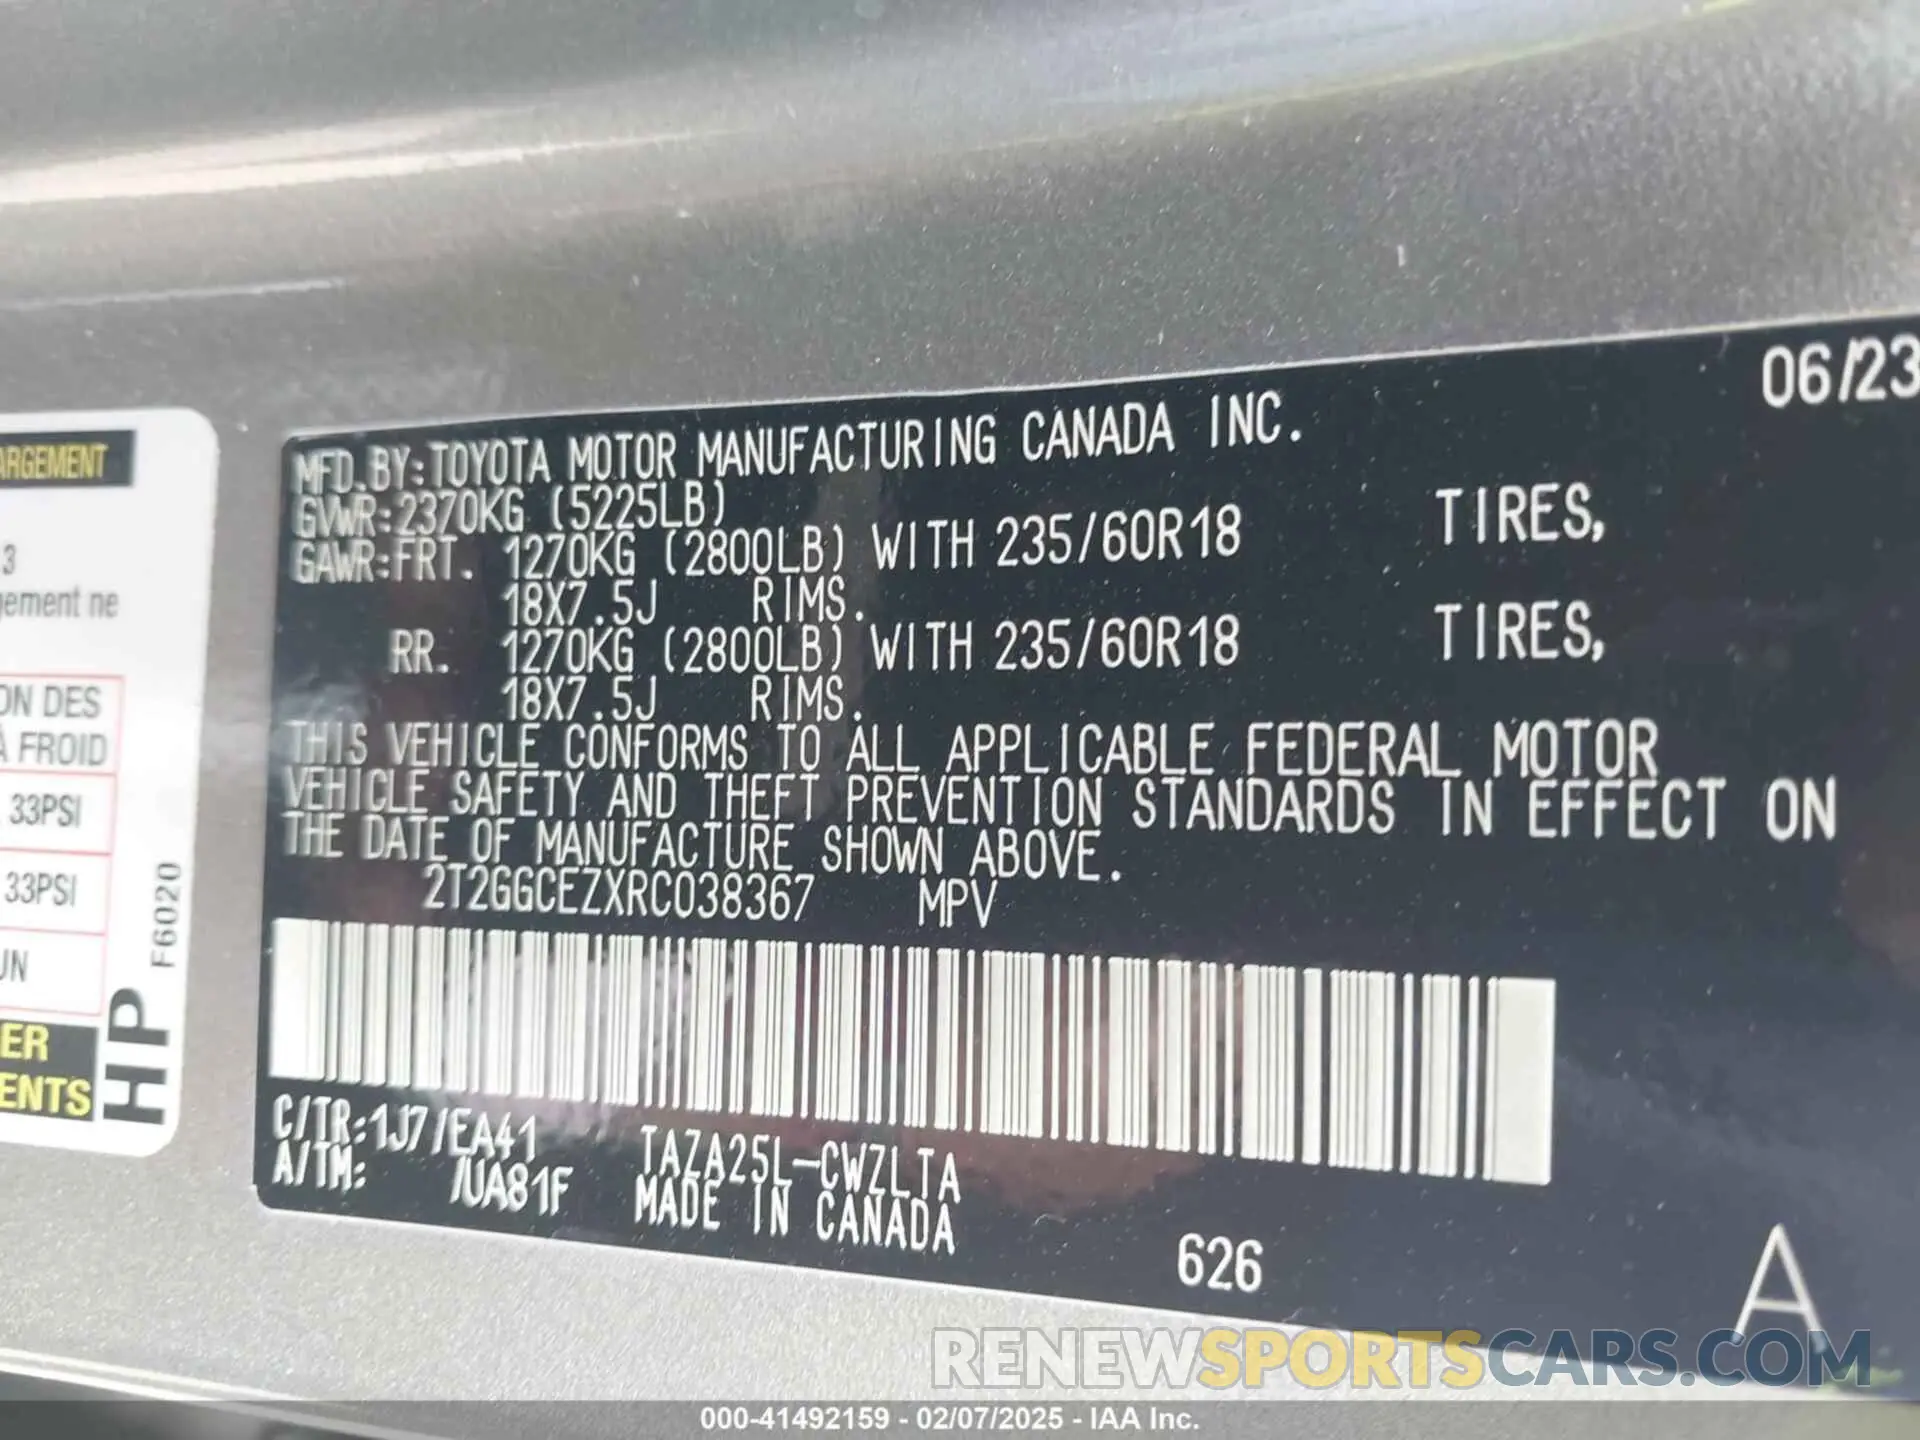 ARGEMENT
3
gement ne
ON DES
À FROID
33PSI
33PSI
UN
ER
ENTS
HP
F6020
06/23
MFD.BY:TOYOTA MOTOR MANUFACTURING CANADA INC.
GVWR:2370KG (5225LB)
GAWR:FRT. 1270KG (2800LB) WITH 235/60R18 TIRES,
18X7.5J RIMS.
RR. 1270KG (2800LB) WITH 235/60R18 TIRES,
18X7.5J RIMS.
THIS VEHICLE CONFORMS TO ALL APPLICABLE FEDERAL MOTOR
VEHICLE SAFETY AND THEFT PREVENTION STANDARDS IN EFFECT ON
THE DATE OF MANUFACTURE SHOWN ABOVE.
2T2GGCEZXRC038367 MPV
C/TR:1J7/EA41 TAZA25L-CWZLTA
A/TM: /UA81F MADE IN CANADA
626
A
RENEWSPORTSCARS.COM
000-41492159 - 02/07/2025 - IAA Inc.